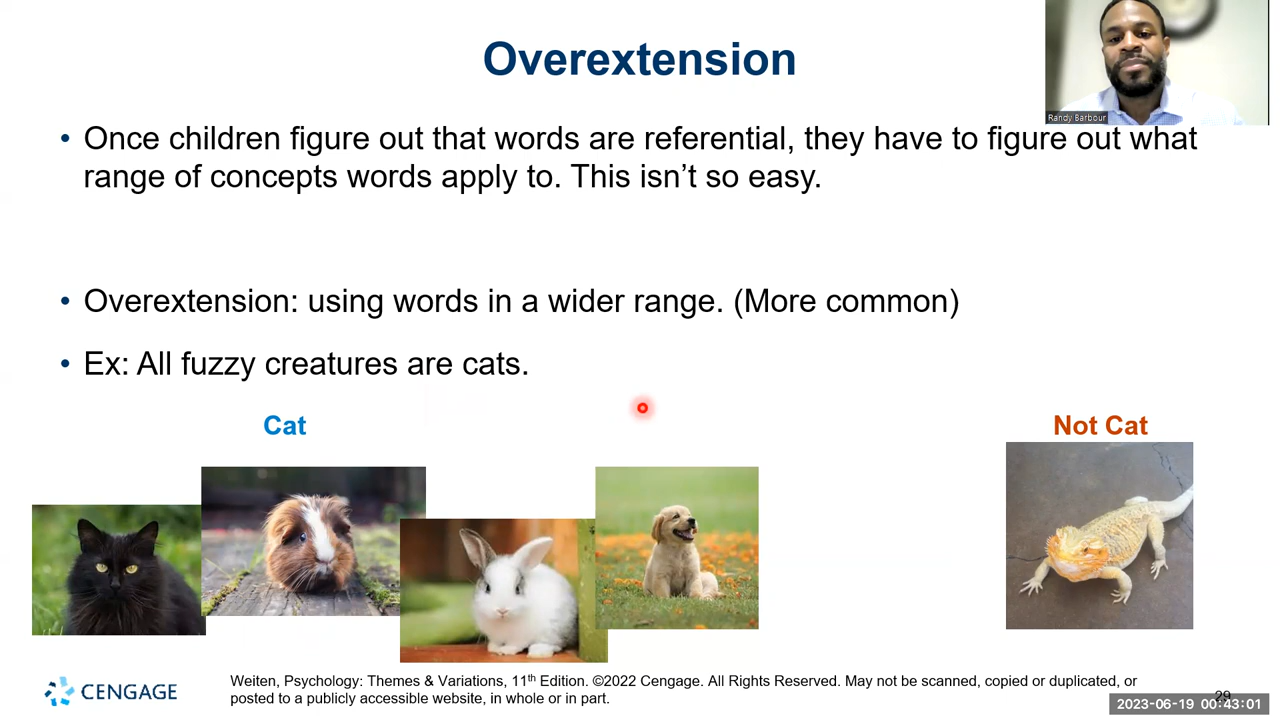 Overextension
Randy Barbour
• Once children figure out that words are referential, they have to figure out what
range of concepts words apply to. This isn’t so easy.
• Overextension: using words in a wider range. (More common)
• Ex: All fuzzy creatures are cats.
Cat
Not Cat
CENGAGE
Weiten, Psychology: Themes & Variations, 11th Edition. ©2022 Cengage. All Rights Reserved. May not be scanned, copied or duplicated, or
posted to a publicly accessible website, in whole or in part.
29
2023-06-19 00:43:01